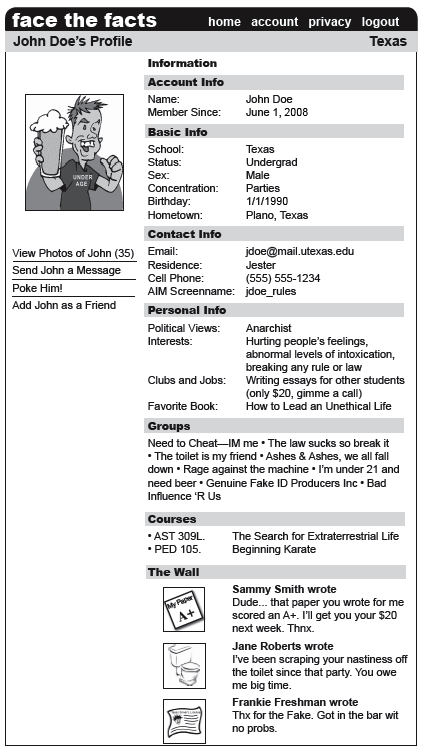 face the facts
home account privacy logout
John Doe's Profile Texas
Information
Account Info
Name: John Doe
Member Since: June 1, 2008
Basic Info
School: Texas
Status: Undergrad
Sex: Male
Concentration: Parties
Birthday: 1/1/1990
Hometown: Plano, Texas
UNDER
AGE
View Photos of John (35)
Send John a Message
Poke Him!
Add John as a Friend
Contact Info
Email: jdoe@mail.utexas.edu
Residence: Jester
Cell Phone: (555) 555-1234
AIM Screenname: jdoe_rules
Personal Info
Political Views: Anarchist
Interests: Hurting people's feelings,
abnormal levels of intoxication,
breaking any rule or law
Clubs and Jobs: Writing essays for other students
(only $20, gimme a call)
Favorite Book: How to Lead an Unethical Life
Groups
Need to Cheat—IM me • The law sucks so break it
• The toilet is my friend • Ashes & Ashes, we all fall
down • Rage against the machine • I'm under 21 and
need beer • Genuine Fake ID Producers Inc • Bad
Influence 'R Us
Courses
• AST 309L. The Search for Extraterrestrial Life
• PED 105. Beginning Karate
The Wall
My Paper
A+
Sammy Smith wrote
Dude... that paper you wrote for me
scored an A+. I'll get you your $20
next week. Thnx.
Jane Roberts wrote
I've been scraping your nastiness off
the toilet since that party. You owe
me big time.
Frankie Freshman wrote
Thx for the Fake. Got in the bar wit
no probs.